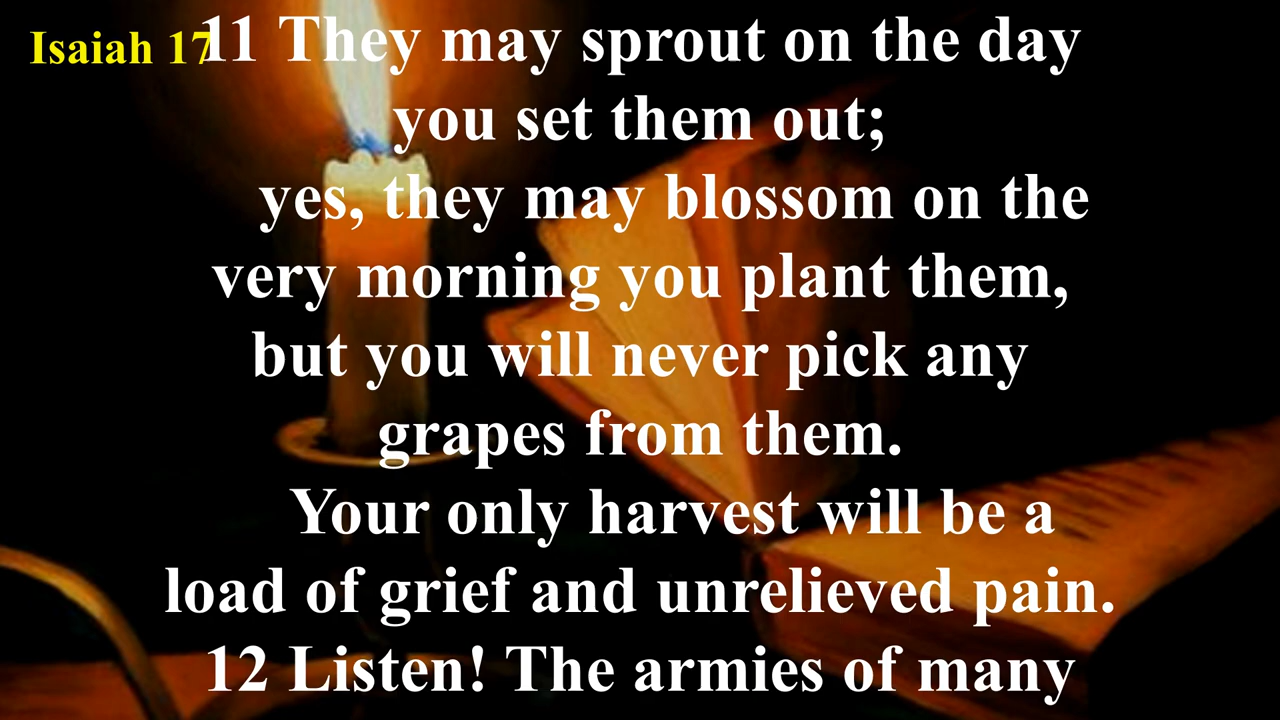 Isaiah 17
11 They may sprout on the day
you set them out;
yes, they may blossom on the
very morning you plant them,
but you will never pick any
grapes from them.
Your only harvest will be a
load of grief and unrelieved pain.
12 Listen! The armies of many